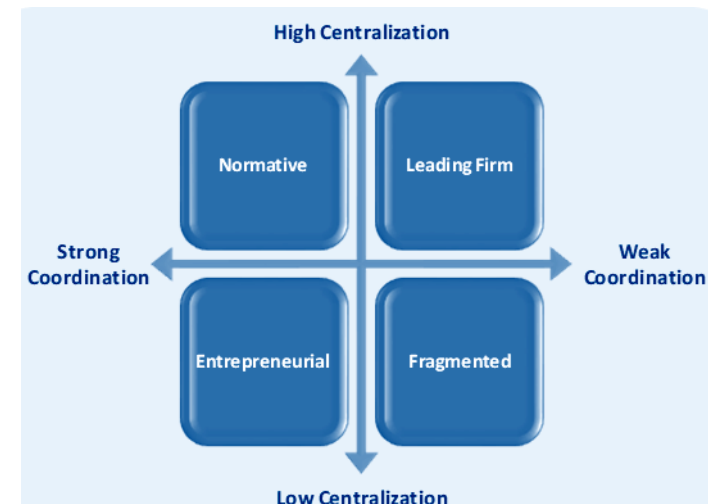 High Centralization
Normative
Leading Firm
Strong
Coordination
Weak
Coordination
Entrepreneurial
Fragmented
Low Centralization